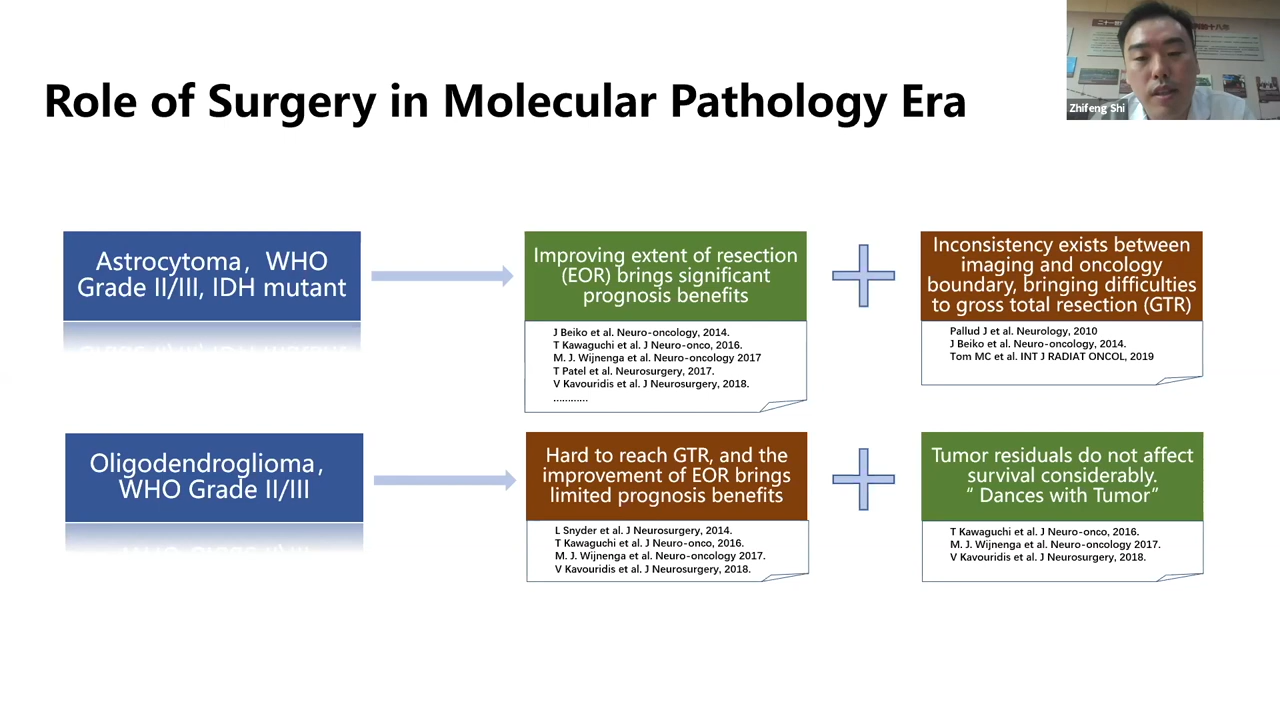 Role of Surgery in Molecular Pathology Era
Zhifeng Shi
Astrocytoma, WHO
Grade II/III, IDH mutant
Improving extent of resection
(EOR) brings significant
prognosis benefits
J Beiko et al. Neuro-oncology, 2014.
T Kawaguchi et al. J Neuro-onco, 2016.
M. J. Wijnenga et al. Neuro-oncology 2017
T Patel et al. Neurosurgery, 2017.
V Kavouridis et al. J Neurosurgery, 2018.
…………
Inconsistency exists between
imaging and oncology
boundary, bringing difficulties
to gross total resection (GTR)
Pallud J et al. Neurology, 2010
J Beiko et al. Neuro-oncology, 2014.
Tom MC et al. INT J RADIAT ONCOL, 2019
Oligodendroglioma,
WHO Grade II/III
Hard to reach GTR, and the
improvement of EOR brings
limited prognosis benefits
L Snyder et al. J Neurosurgery, 2014.
T Kawaguchi et al. J Neuro-onco, 2016.
M. J. Wijnenga et al. Neuro-oncology 2017.
V Kavouridis et al. J Neurosurgery, 2018.
Tumor residuals do not affect
survival considerably.
“ Dances with Tumor”
T Kawaguchi et al. J Neuro-onco, 2016.
M. J. Wijnenga et al. Neuro-oncology 2017.
V Kavouridis et al. J Neurosurgery, 2018.